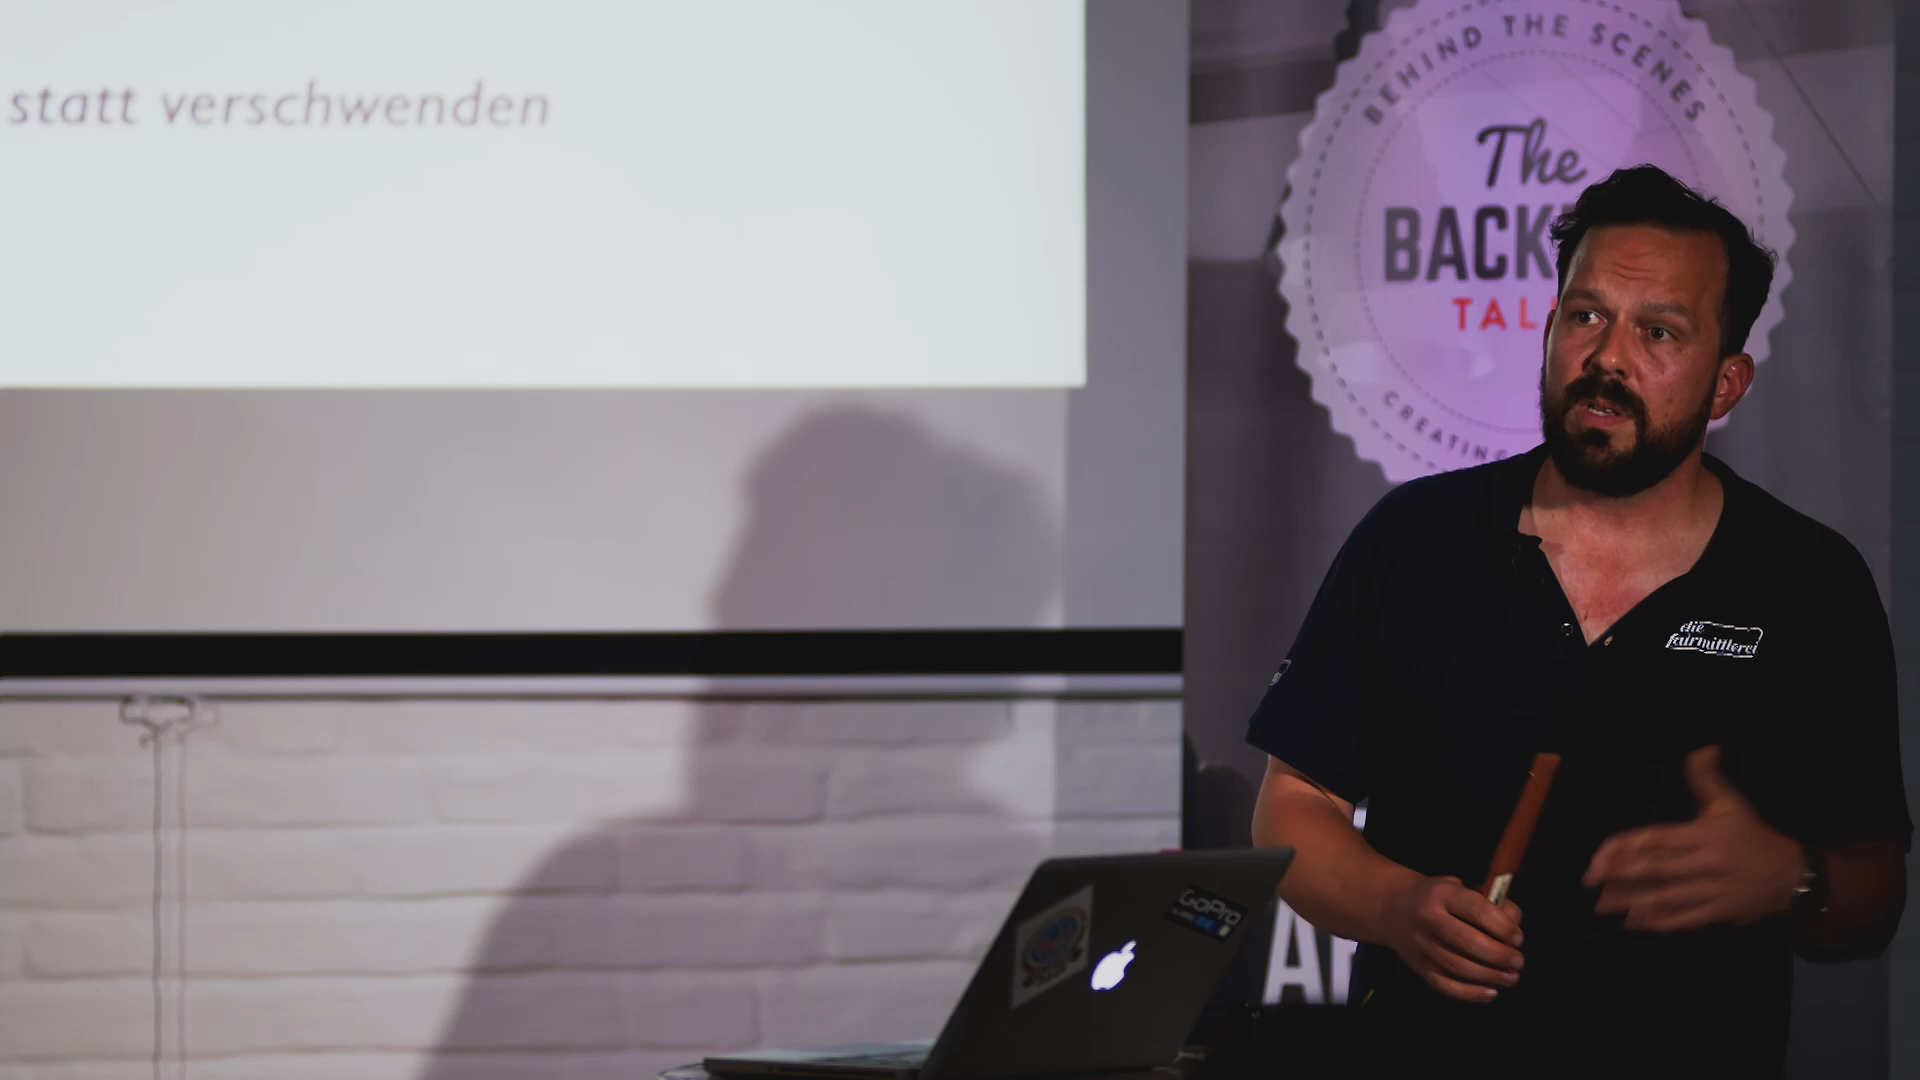 statt verschwenden
BEHIND THE SCENES
The
BACK
TAL
CREATING
die
fairmittlerei
GoPro